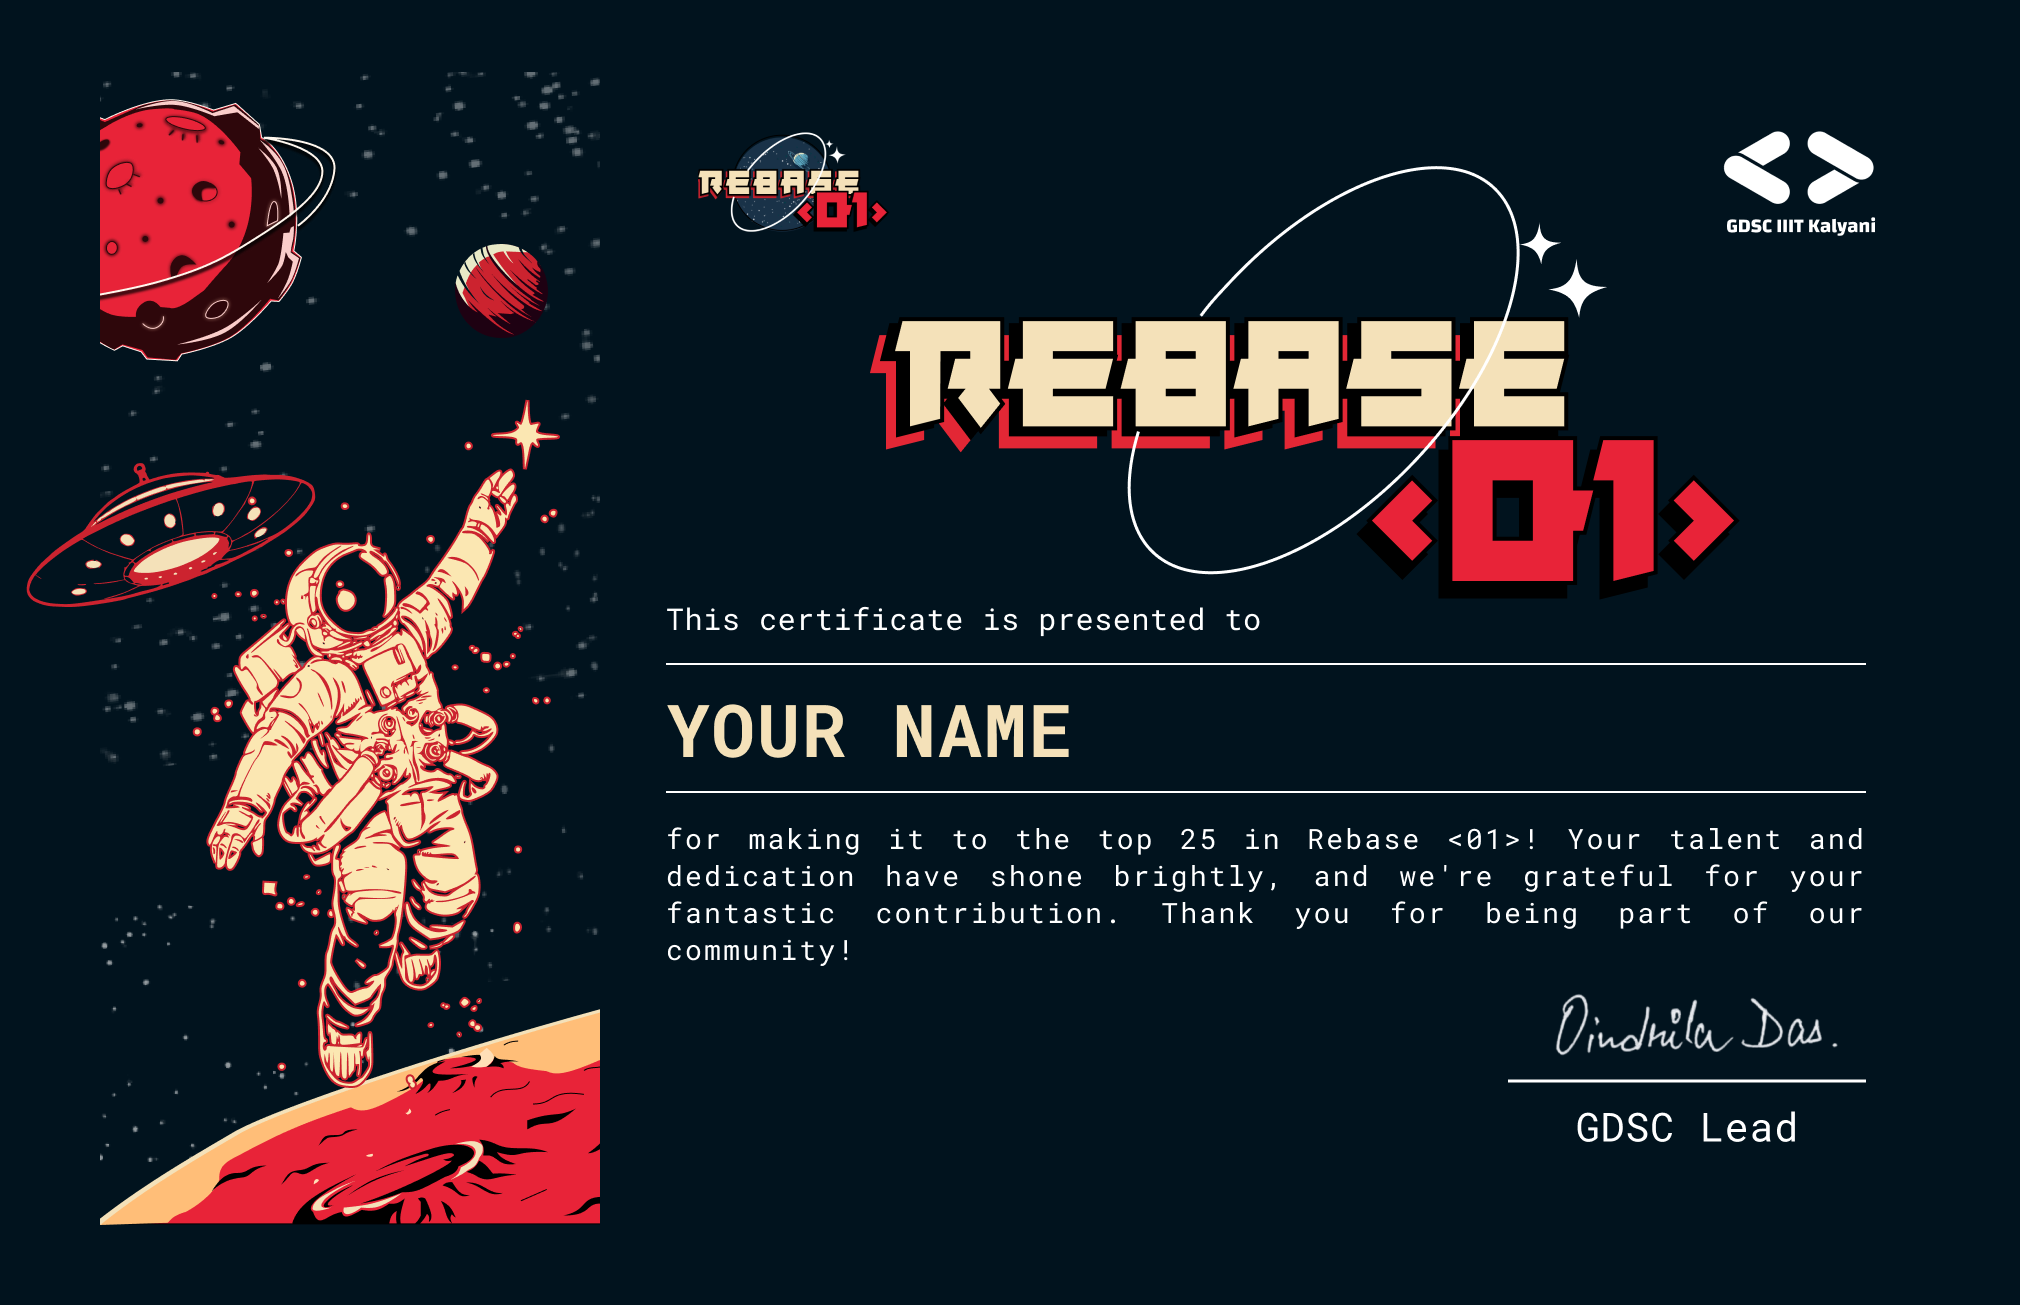 REBASE
<01>
GDSC IIIT Kalyani
REBASE
<01>
This certificate is presented to
YOUR NAME
for making it to the top 25 in Rebase <01>! Your talent and
dedication have shone brightly, and we're grateful for your
fantastic contribution. Thank you for being part of our
community!
Oindrila Das.
GDSC Lead